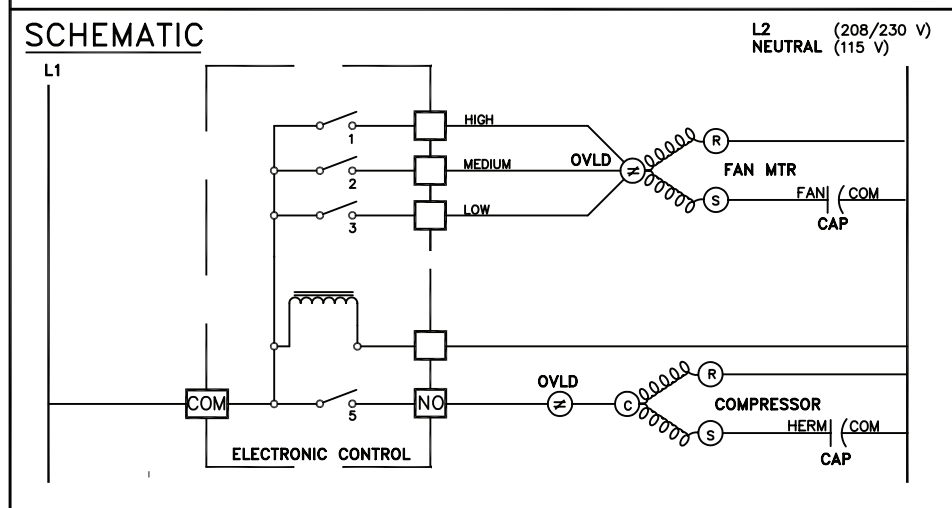 SCHEMATIC
L2 (208/230 V)
NEUTRAL (115 V)
L1
1
HIGH
2
MEDIUM
OVLD
R
FAN MTR
3
LOW
S
FAN
COM
CAP
COM
5
NO
OVLD
C
R
COMPRESSOR
S
HERM
COM
CAP
ELECTRONIC CONTROL